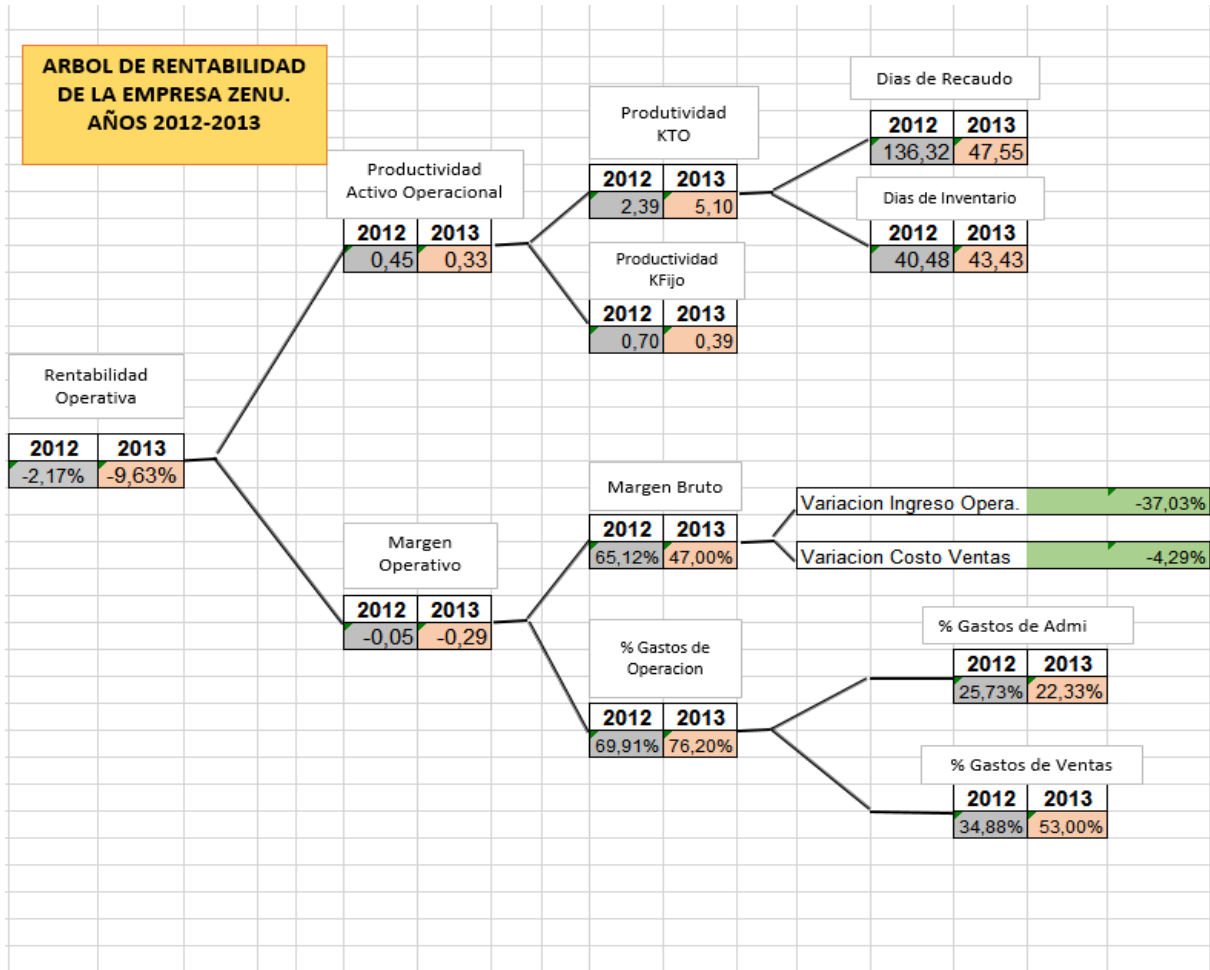 ARBOL DE RENTABILIDAD
DE LA EMPRESA ZENU.
AÑOS 2012-2013
Dias de Recaudo
2012 2013
136,32 47,55
Produtividad
KTO
2012 2013
2,39 5,10
Productividad
Activo Operacional
2012 2013
0,45 0,33
Dias de Inventario
2012 2013
40,48 43,43
Productividad
KFijo
2012 2013
0,70 0,39
Rentabilidad
Operativa
2012 2013
-2,17% -9,63%
Margen Bruto
2012 2013
65,12% 47,00%
Variacion Ingreso Opera. -37,03%
Variacion Costo Ventas -4,29%
Margen
Operativo
2012 2013
-0,05 -0,29
% Gastos de
Operacion
2012 2013
69,91% 76,20%
% Gastos de Admi
2012 2013
25,73% 22,33%
% Gastos de Ventas
2012 2013
34,88% 53,00%